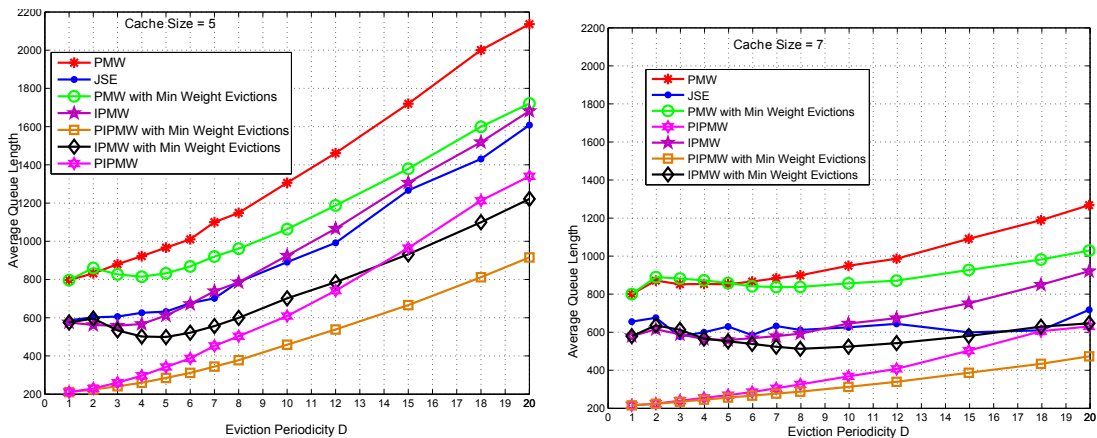 Cache Size = 5
2200
2000
1800
1600
1400
1200
1000
800
600
400
200
Average Queue Length
PMW
JSE
PMW with Min Weight Evictions
IPMW
PIPMW with Min Weight Evictions
IPMW with Min Weight Evictions
PIPMW
0 1 2 3 4 5 6 7 8 9 10 11 12 13 14 15 16 17 18 19 20
Eviction Periodicity D
Cache Size = 7
2200
2000
1800
1600
1400
1200
1000
800
600
400
200
Average Queue Length
PMW
JSE
PMW with Min Weight Evictions
PIPMW
IPMW
PIPMW with Min Weight Evictions
IPMW with Min Weight Evictions
0 1 2 3 4 5 6 7 8 9 10 11 12 13 14 15 16 17 18 19 20
Eviction Periodicity D